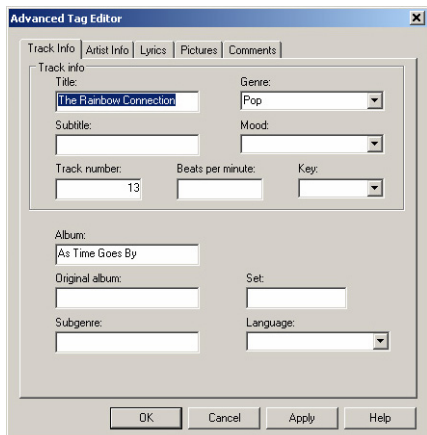 Advanced Tag Editor
Track Info Artist Info Lyrics Pictures Comments
Track info
Title: Genre:
The Rainbow Connection Pop
Subtitle: Mood:
Track number: Beats per minute: Key:
13
Album:
As Time Goes By
Original album: Set:
Subgenre: Language:
OK Cancel Apply Help